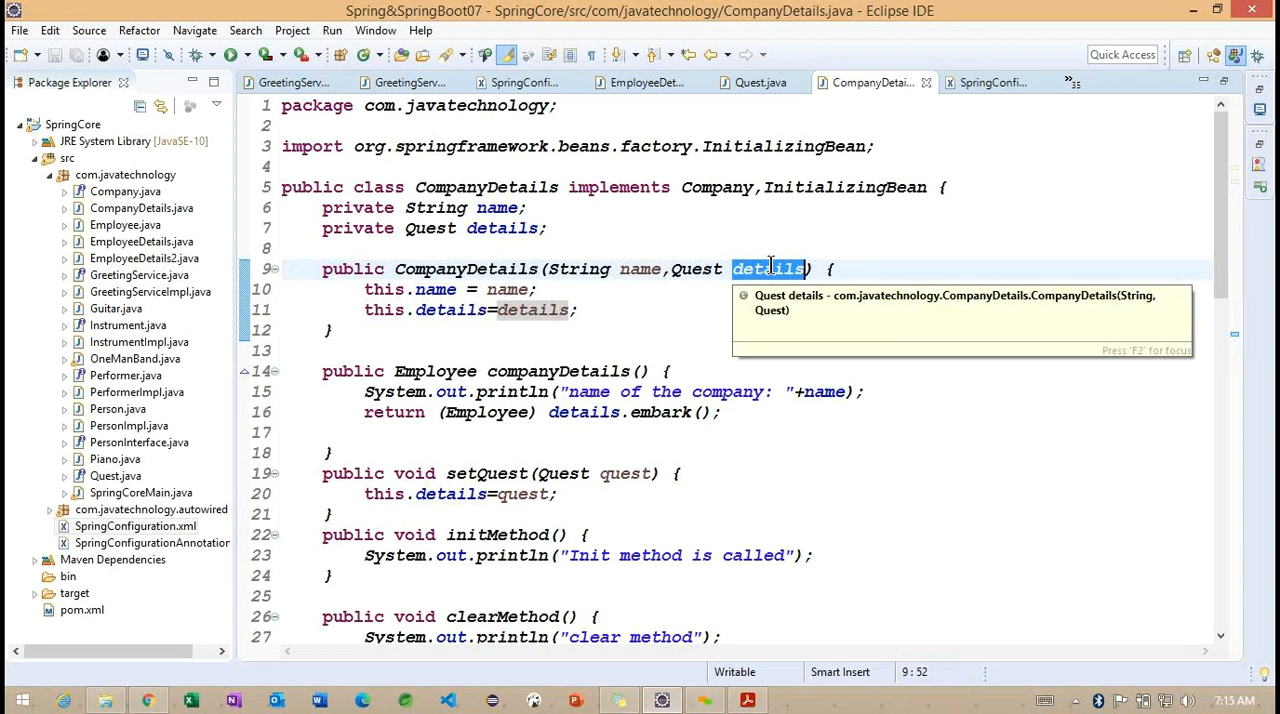 Spring&SpringBoot07 - SpringCore/src/com/javatechnology/CompanyDetails.java - Eclipse IDE
File Edit Source Refactor Navigate Search Project Run Window Help
Quick Access
Package Explorer
GreetingServ... GreetingServ... SpringConfi... EmployeeDet... Quest.java CompanyDetai... SpringConfi... »35
SpringCore
JRE System Library [JavaSE-10]
src
com.javatechnology
Company.java
CompanyDetails.java
Employee.java
EmployeeDetails.java
EmployeeDetails2.java
GreetingService.java
GreetingServiceImpl.java
Guitar.java
Instrument.java
InstrumentImpl.java
OneManBand.java
Performer.java
PerformerImpl.java
Person.java
PersonImpl.java
PersonInterface.java
Piano.java
Quest.java
SpringCoreMain.java
com.javatechnology.autowired
SpringConfiguration.xml
SpringConfigurationAnnotation
Maven Dependencies
bin
target
pom.xml
1 package com.javatechnology;
2
3 import org.springframework.beans.factory.InitializingBean;
4
5 public class CompanyDetails implements Company,InitializingBean {
6 private String name;
7 private Quest details;
8
9 public CompanyDetails(String name,Quest details) {
10 this.name = name;
11 this.details=details;
12 }
13
14 public Employee companyDetails() {
15 System.out.println("name of the company: "+name);
16 return (Employee) details.embark();
17
18 }
19 public void setQuest(Quest quest) {
20 this.details=quest;
21 }
22 public void initMethod() {
23 System.out.println("Init method is called");
24 }
25
26 public void clearMethod() {
27 System.out.println("clear method");
Quest details - com.javatechnology.CompanyDetails.CompanyDetails(String,
Quest)
Press 'F2' for focus
Writable Smart Insert 9 : 52
7:15 AM